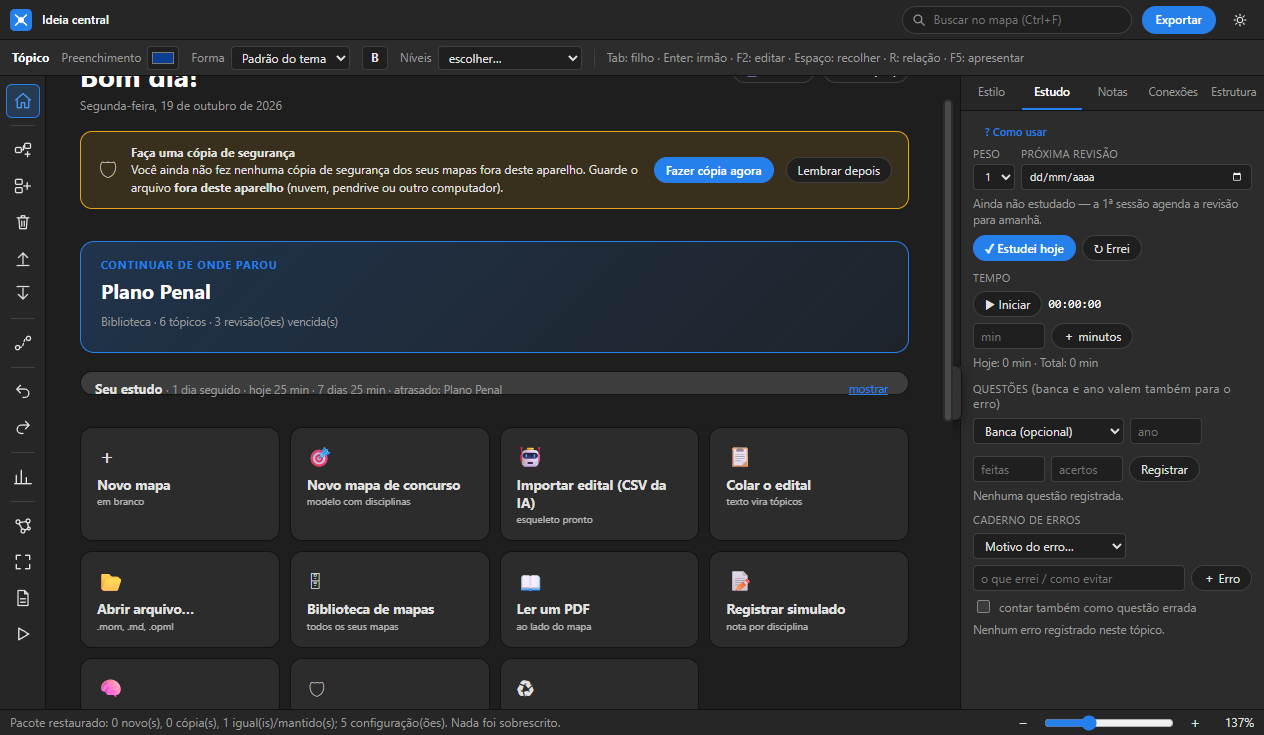 Ideia central
Buscar no mapa (Ctrl+F)
Exportar
Tópico
Preenchimento
Forma
Padrão do tema
B
Níveis
escolher...
Tab: filho · Enter: irmão · F2: editar · Espaço: recolher · R: relação · F5: apresentar
Bom dia!
Segunda-feira, 19 de outubro de 2026
Faça uma cópia de segurança
Você ainda não fez nenhuma cópia de segurança dos seus mapas fora deste aparelho. Guarde o
arquivo fora deste aparelho (nuvem, pendrive ou outro computador).
Fazer cópia agora
Lembrar depois
CONTINUAR DE ONDE PAROU
Plano Penal
Biblioteca · 6 tópicos · 3 revisão(ões) vencida(s)
Seu estudo · 1 dia seguido · hoje 25 min · 7 dias 25 min · atrasado: Plano Penal
mostrar
+
Novo mapa
em branco
Novo mapa de concurso
modelo com disciplinas
Importar edital (CSV da
IA)
esqueleto pronto
Colar o edital
texto vira tópicos
Abrir arquivo...
.mom, .md, .opml
Biblioteca de mapas
todos os seus mapas
Ler um PDF
ao lado do mapa
Registrar simulado
nota por disciplina
Estilo
Estudo
Notas
Conexões
Estrutura
? Como usar
PESO
PRÓXIMA REVISÃO
1
dd/mm/aaaa
Ainda não estudado — a 1ª sessão agenda a revisão
para amanhã.
✓ Estudei hoje
↻ Errei
TEMPO
▶ Iniciar
00:00:00
min
+ minutos
Hoje: 0 min · Total: 0 min
QUESTÕES (banca e ano valem também para o
erro)
Banca (opcional)
ano
feitas
acertos
Registrar
Nenhuma questão registrada.
CADERNO DE ERROS
Motivo do erro...
o que errei / como evitar
+ Erro
contar também como questão errada
Nenhum erro registrado neste tópico.
Pacote restaurado: 0 novo(s), 0 cópia(s), 1 igual(is)/mantido(s); 5 configuração(ões). Nada foi sobrescrito.
−
+
137%